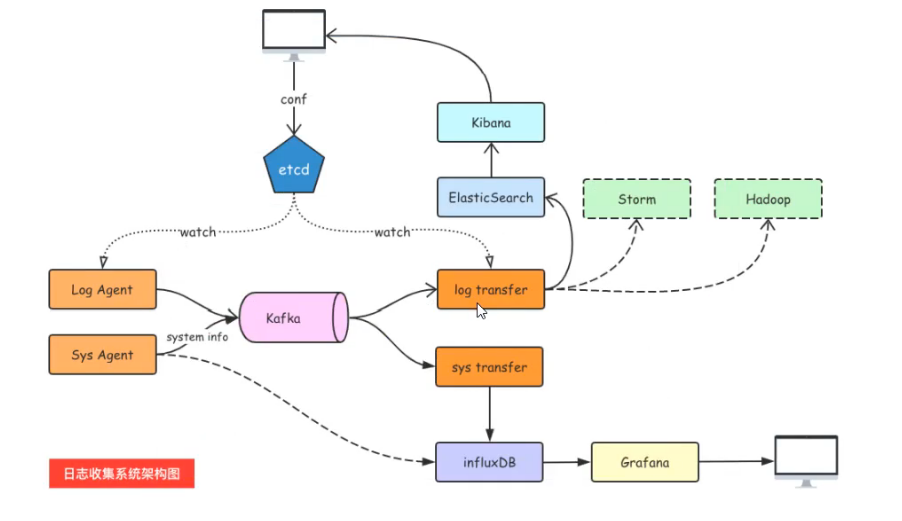 conf
Kibana
etcd
ElasticSearch
Storm
Hadoop
watch
watch
Log Agent
log transfer
Kafka
system info
Sys Agent
sys transfer
influxDB
Grafana
日志收集系统架构图